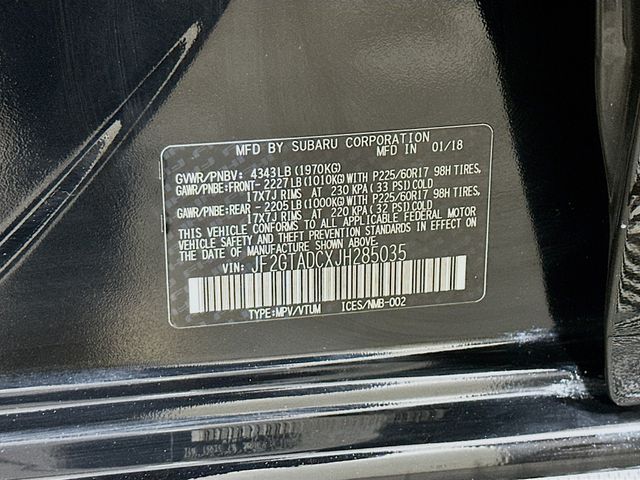 MFD BY SUBARU CORPORATION
MFD IN 01/18
GVWR/PNBV: 4343LB (1970KG)
GAWR/PNBE:FRONT-2227LB(1010KG)WITH P225/60R17 98H TIRES,
17X7J RIMS AT 230 KPA(33 PSI)COLD
GAWR/PNBE:REAR -2205LB(1000KG)WITH P225/60R17 98H TIRES,
17X7J RIMS AT 220 KPA(32 PSI)COLD
THIS VEHICLE CONFORMS TO ALL APPLICABLE FEDERAL MOTOR
VEHICLE SAFETY AND THEFT PREVENTION STANDARDS IN EFFECT ON
THE DATE OF MANUFACTURE SHOWN ABOVE.
VIN: JF2GTADCXJH285035
TYPE:MPV/VTUM ICES/NMB-002